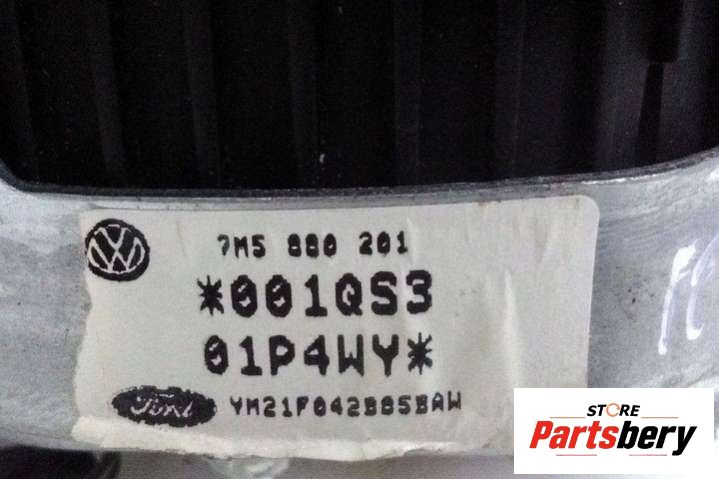 7M5 880 201
*001QS3
01P4WY*
Ford YM21F042B85BAW
STORE
Partsbery